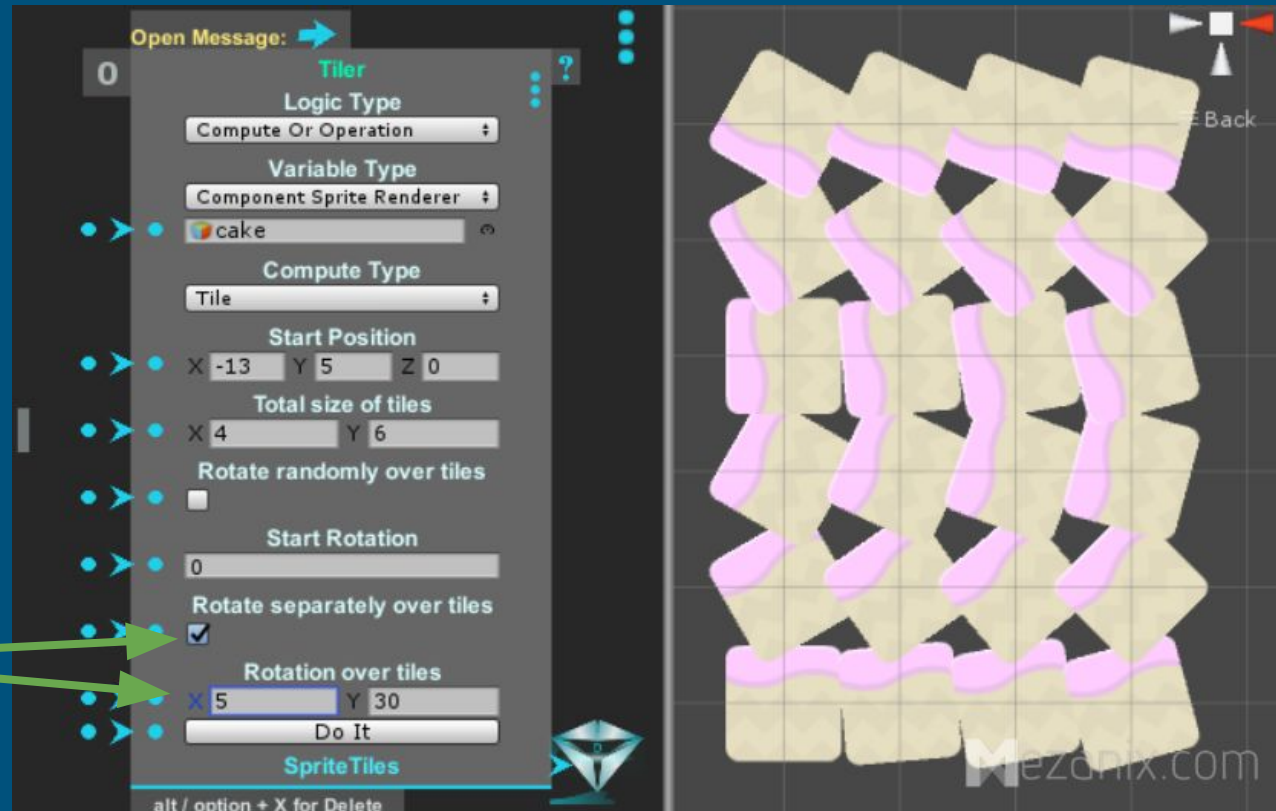 Open Message:
0
Tiler
?
Logic Type
Compute Or Operation
Variable Type
Component Sprite Renderer
cake
Compute Type
Tile
Start Position
X -13 Y 5 Z 0
Total size of tiles
X 4 Y 6
Rotate randomly over tiles
Start Rotation
0
Rotate separately over tiles
Rotation over tiles
X 5 Y 30
Do It
SpriteTiles
alt / option + X for Delete
Back
Mezanix.com